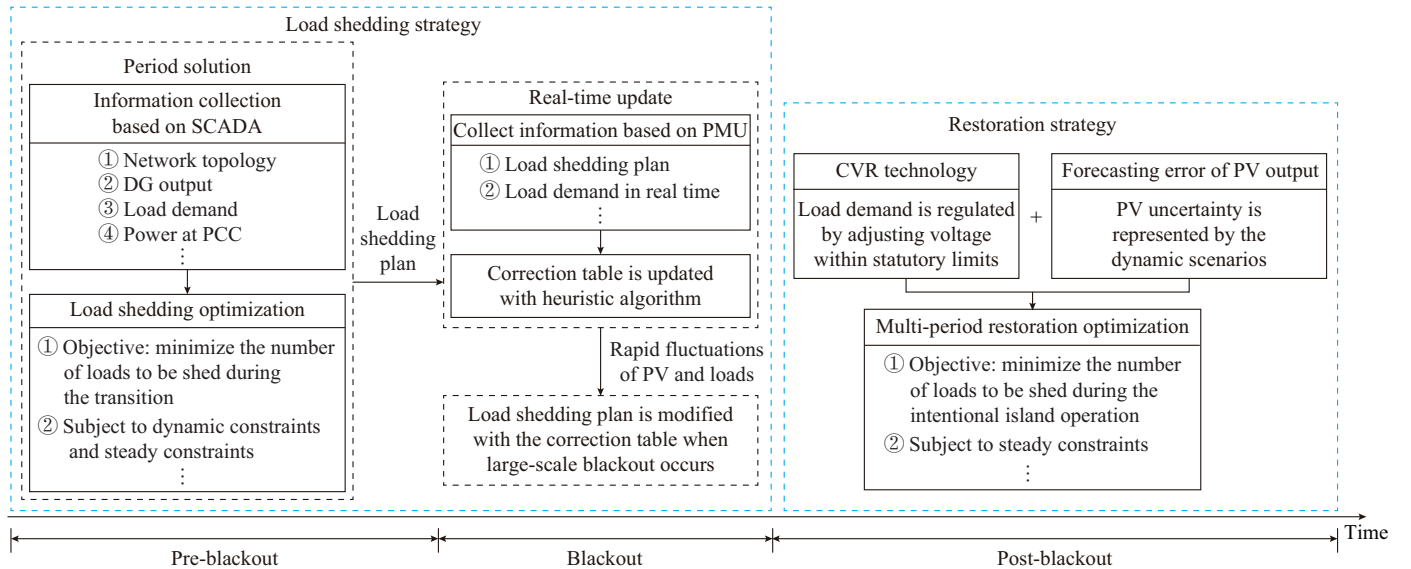 Load shedding strategy
Period solution
Information collection
based on SCADA
① Network topology
② DG output
③ Load demand
④ Power at PCC
⋮
Load shedding optimization
① Objective: minimize the number
of loads to be shed during
the transition
② Subject to dynamic constraints
and steady constraints
⋮
Load
shedding
plan
Real-time update
Collect information based on PMU
① Load shedding plan
② Load demand in real time
⋮
Correction table is updated
with heuristic algorithm
Rapid fluctuations
of PV and loads
Load shedding plan is modified
with the correction table when
large-scale blackout occurs
Restoration strategy
CVR technology
Load demand is regulated
by adjusting voltage
within statutory limits
+
Forecasting error of PV output
PV uncertainty is
represented by the
dynamic scenarios
Multi-period restoration optimization
① Objective: minimize the number
of loads to be shed during the
intentional island operation
② Subject to steady constraints
⋮
Time
Pre-blackout
Blackout
Post-blackout